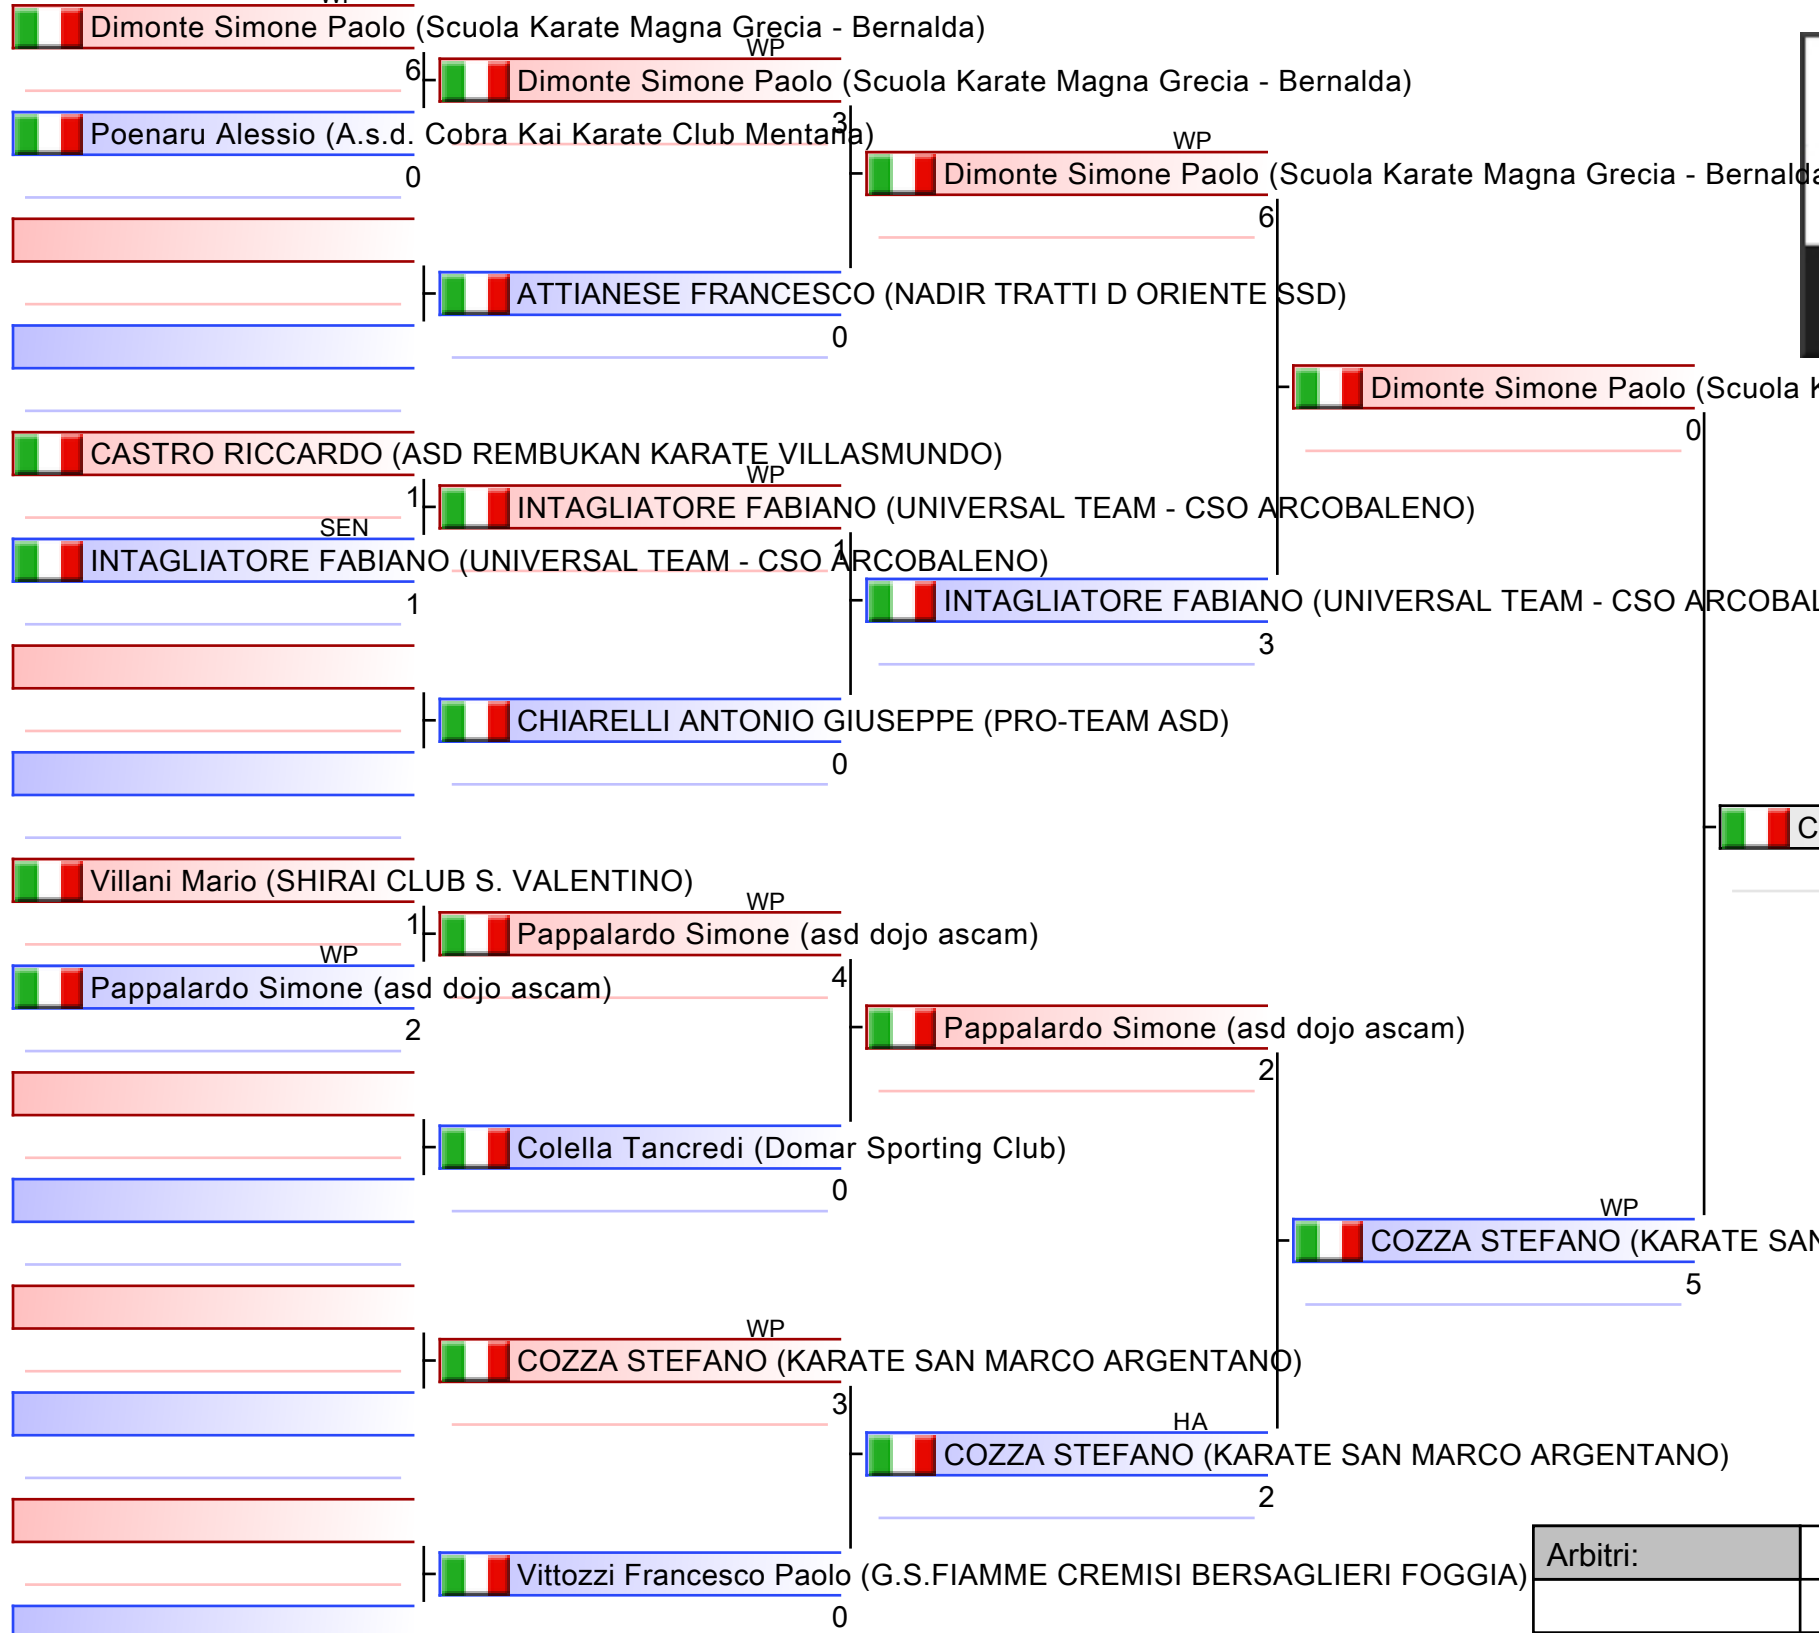 Dimonte Simone Paolo (Scuola Karate Magna Grecia - Bernalda)
6
WP
Dimonte Simone Paolo (Scuola Karate Magna Grecia - Bernalda)
3
Poenaru Alessio (A.s.d. Cobra Kai Karate Club Mentana)
0
WP
Dimonte Simone Paolo (Scuola Karate Magna Grecia - Bernalda
6
ATTIANESE FRANCESCO (NADIR TRATTI D ORIENTE SSD)
0
Dimonte Simone Paolo (Scuola K
0
CASTRO RICCARDO (ASD REMBUKAN KARATE VILLASMUNDO)
1
WP
INTAGLIATORE FABIANO (UNIVERSAL TEAM - CSO ARCOBALENO)
1
SEN
INTAGLIATORE FABIANO (UNIVERSAL TEAM - CSO ARCOBALENO)
1
INTAGLIATORE FABIANO (UNIVERSAL TEAM - CSO ARCOBAL
3
CHIARELLI ANTONIO GIUSEPPE (PRO-TEAM ASD)
0
C
Villani Mario (SHIRAI CLUB S. VALENTINO)
1
WP
Pappalardo Simone (asd dojo ascam)
4
WP
Pappalardo Simone (asd dojo ascam)
2
Pappalardo Simone (asd dojo ascam)
2
Colella Tancredi (Domar Sporting Club)
0
WP
COZZA STEFANO (KARATE SAN
5
WP
COZZA STEFANO (KARATE SAN MARCO ARGENTANO)
3
HA
COZZA STEFANO (KARATE SAN MARCO ARGENTANO)
2
Vittozzi Francesco Paolo (G.S.FIAMME CREMISI BERSAGLIERI FOGGIA)
0
Arbitri: